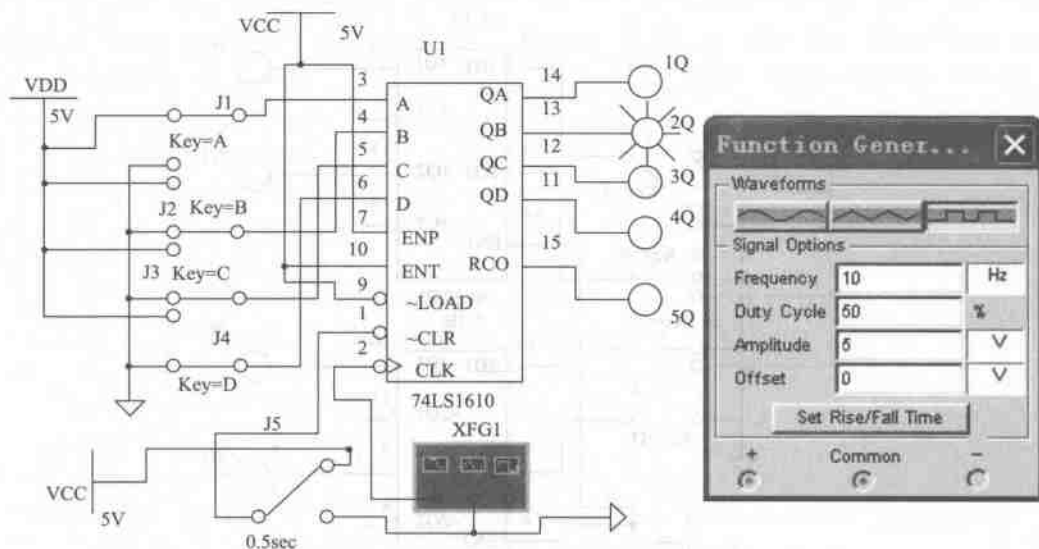 VCC
5V
U1
VDD
5V
J1
Key=A
J2
Key=B
J3
Key=C
J4
Key=D
3
4
5
6
7
10
9
1
2
A
B
C
D
ENP
ENT
~LOAD
~CLR
CLK
QA
QB
QC
QD
RCO
14
13
12
11
15
1Q
2Q
3Q
4Q
5Q
74LS1610
XFG1
J5
VCC
5V
0.5sec
Function Gener...
Waveforms
Signal Options
Frequency 10 Hz
Duty Cycle 50 %
Amplitude 5 V
Offset 0 V
Set Rise/Fall Time
+ Common −